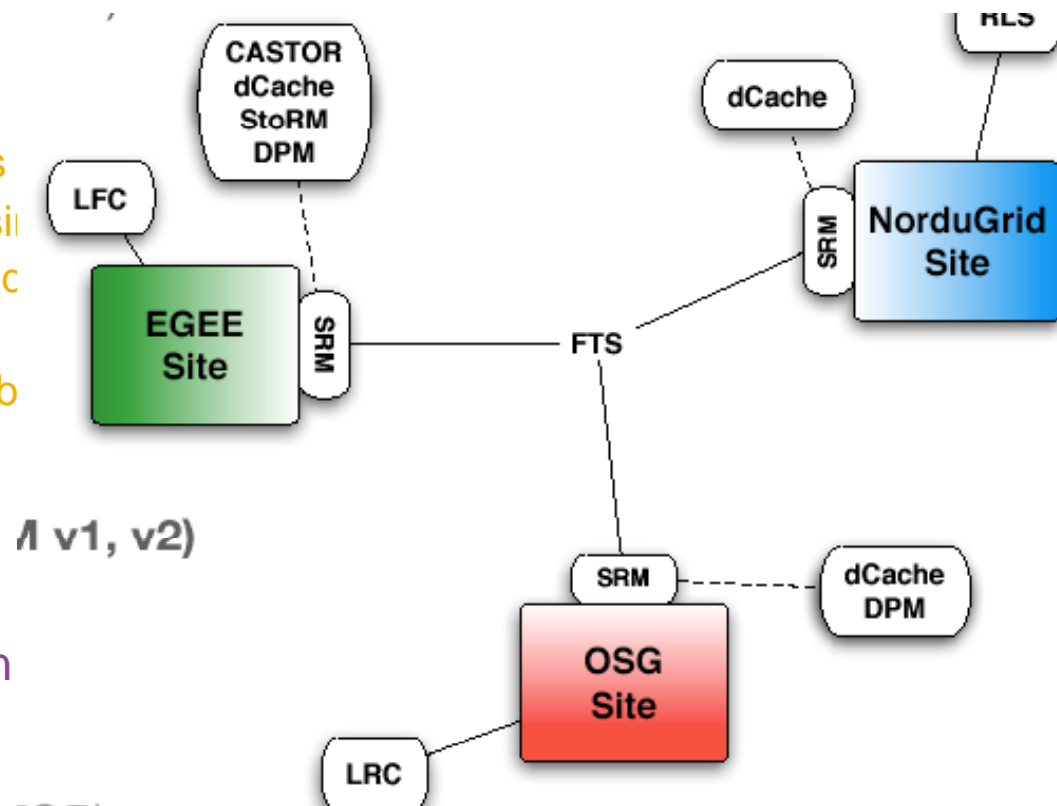 RLS
CASTOR
dCache
StoRM
DPM
dCache
LFC
NorduGrid
Site
SRM
EGEE
Site
SRM
FTS
v1, v2)
SRM
dCache
DPM
OSG
Site
LRC